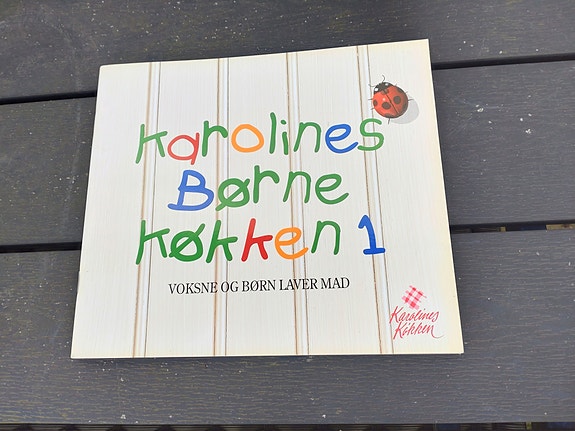 Karolines
Børne
køkken 1
VOKSNE OG BØRN LAVER MAD
Karolines
Køkken